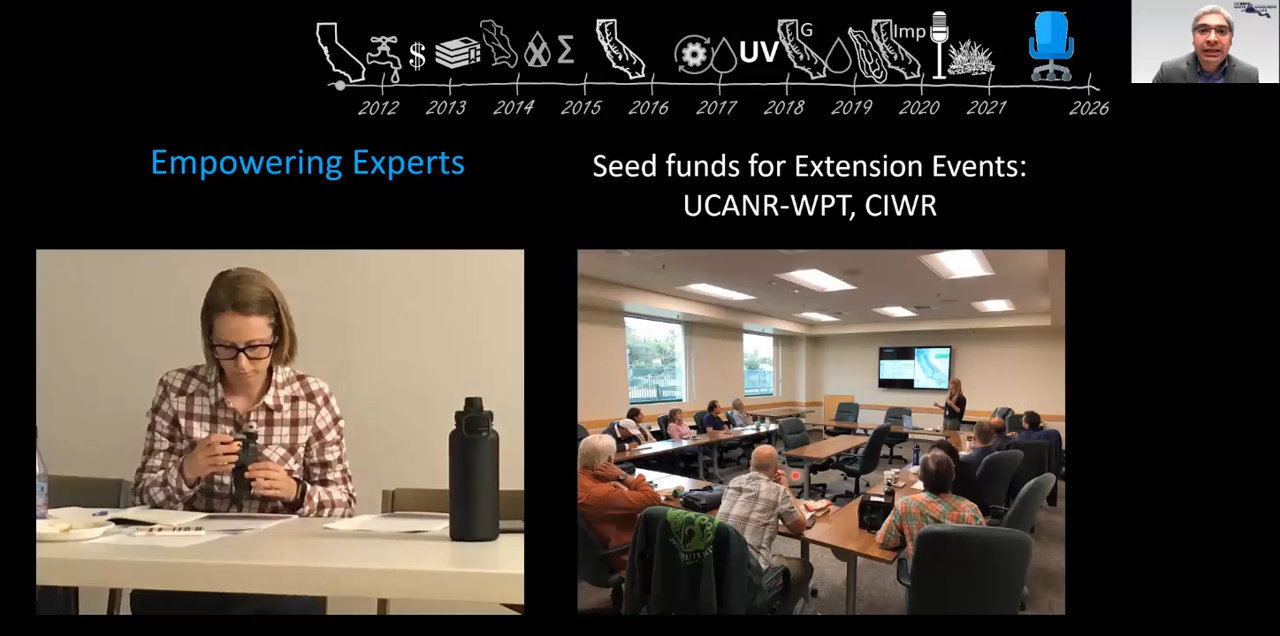 UV
G
Imp
$
Σ
2012
2013
2014
2015
2016
2017
2018
2019
2020
2021
2026
Empowering Experts
Seed funds for Extension Events:
UCANR-WPT, CIWR